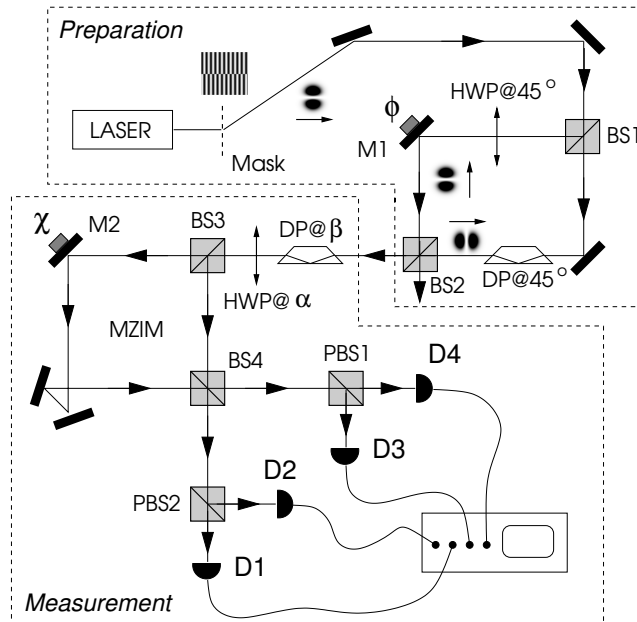 Preparation
LASER
Mask
ϕ
M1
HWP@45°
BS1
χ
M2
BS3
DP@β
BS2
DP@45°
HWP@α
MZIM
BS4
PBS1
D4
D3
D2
PBS2
D1
Measurement